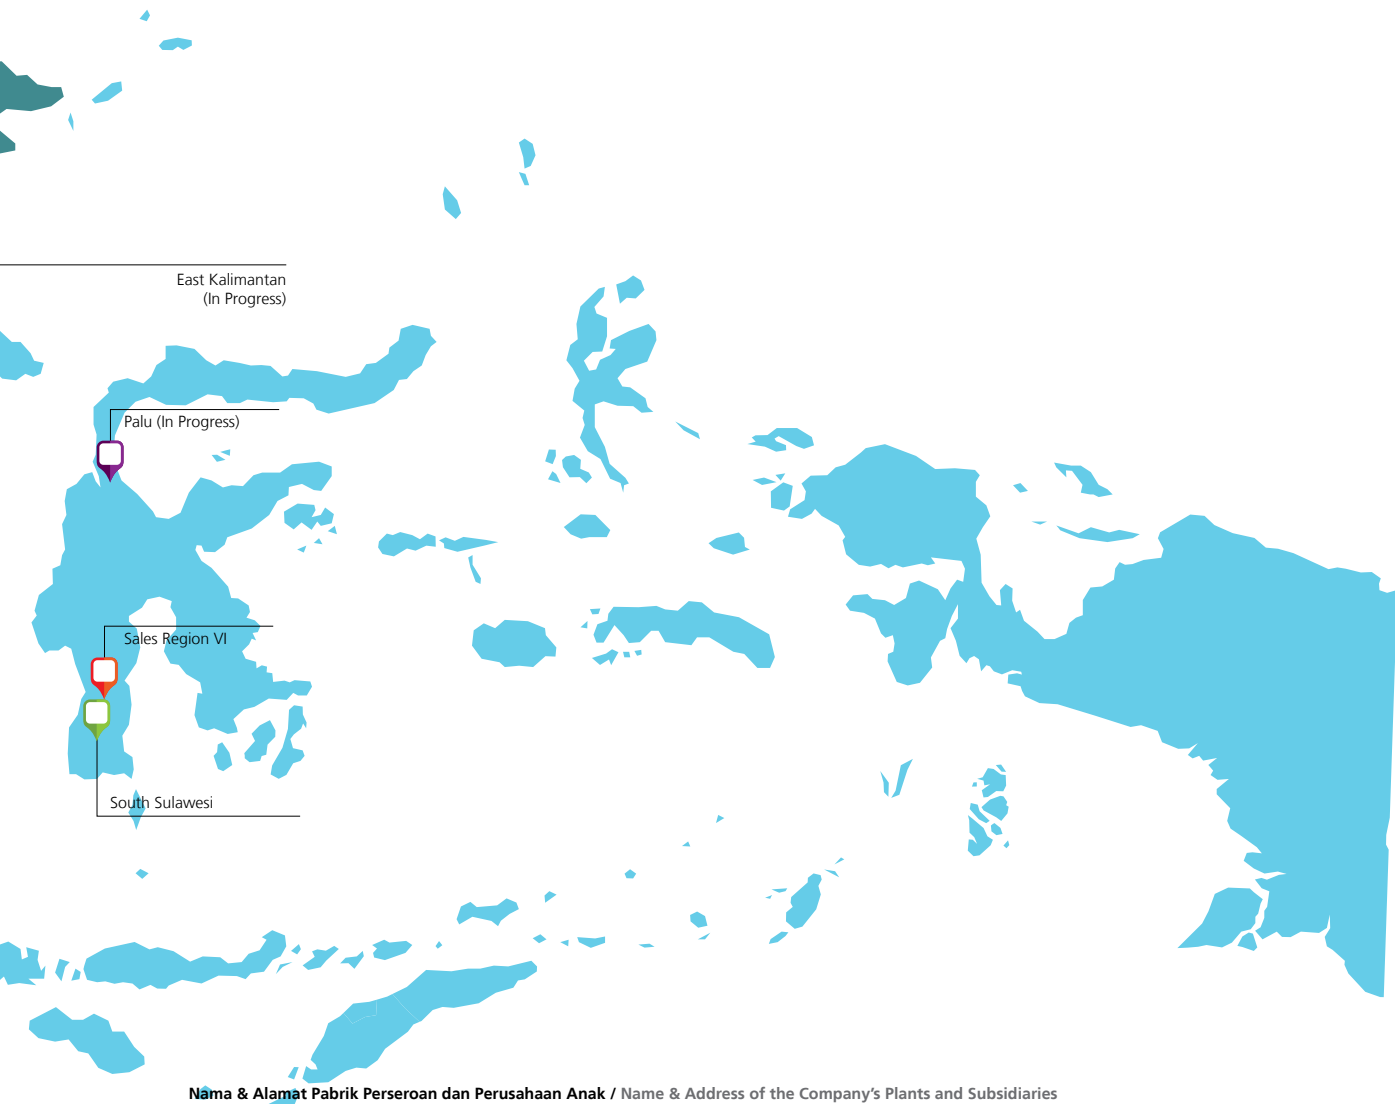 East Kalimantan
(In Progress)
Palu (In Progress)
Sales Region VI
South Sulawesi
Nama & Alamat Pabrik Perseroan dan Perusahaan Anak / Name & Address of the Company’s Plants and Subsidiaries